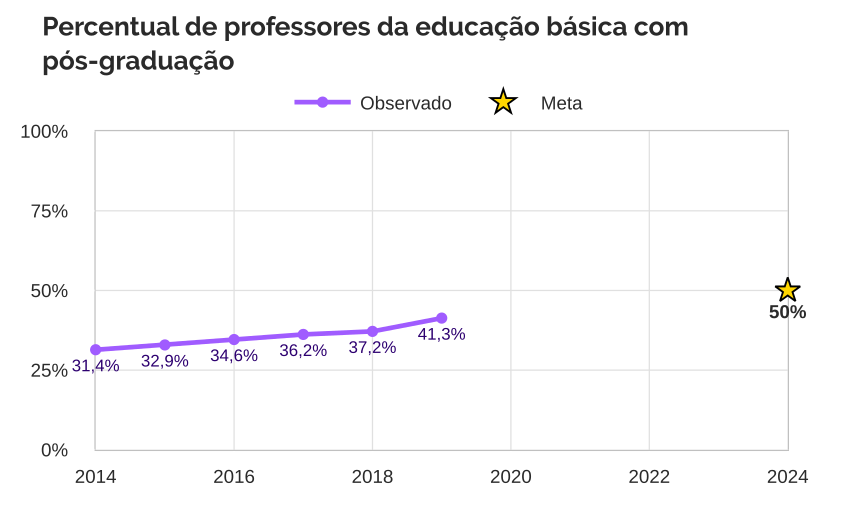 Percentual de professores da educação básica com
pós-graduação
Observado Meta
100%
75%
50%
25%
0%
31,4% 32,9% 34,6% 36,2% 37,2% 41,3%
50%
2014 2016 2018 2020 2022 2024